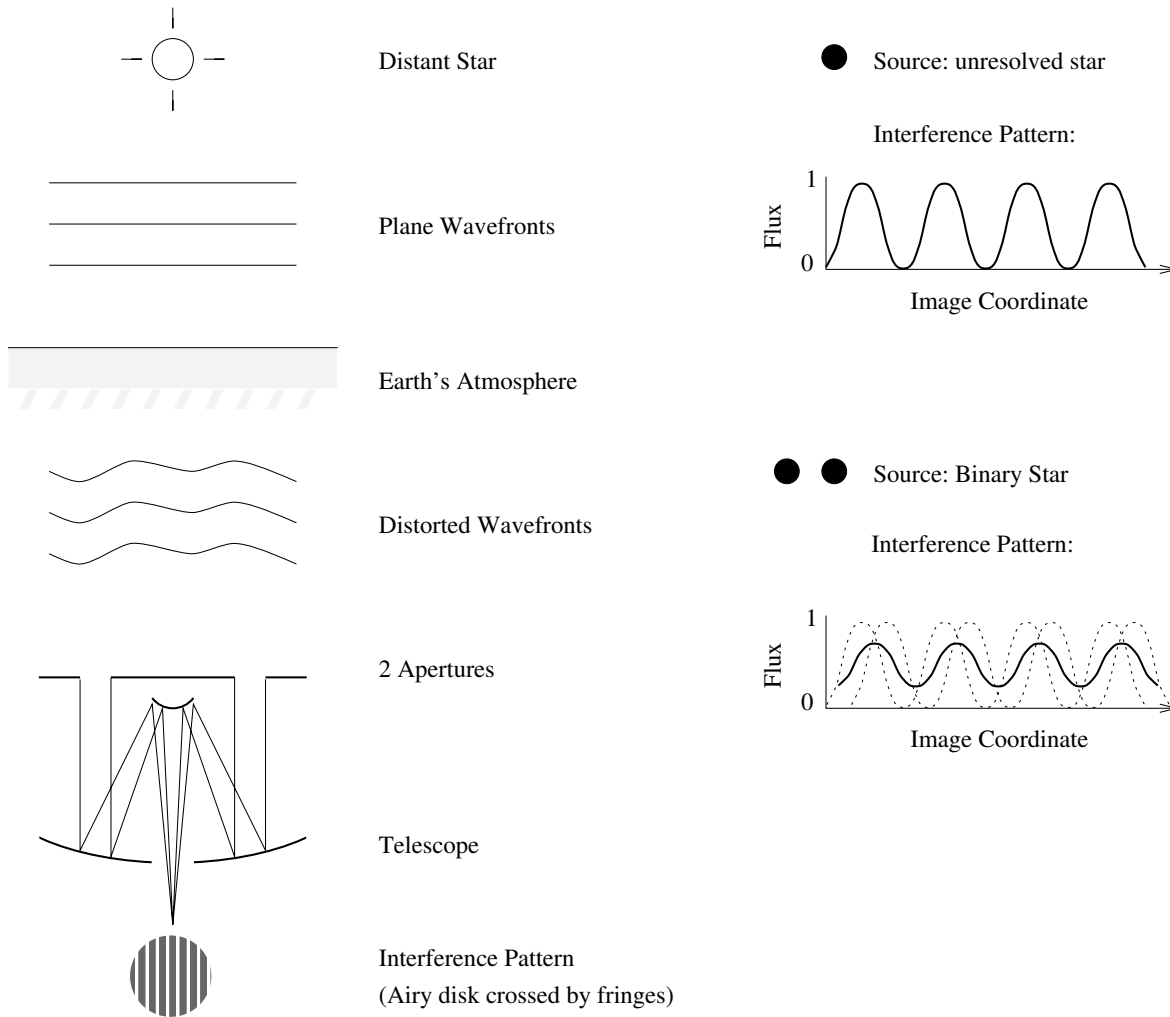 Distant Star
Plane Wavefronts
Earth's Atmosphere
Distorted Wavefronts
2 Apertures
Telescope
Interference Pattern
(Airy disk crossed by fringes)
Source: unresolved star
Interference Pattern:
1
Flux
0
Image Coordinate
Source: Binary Star
Interference Pattern:
1
Flux
0
Image Coordinate